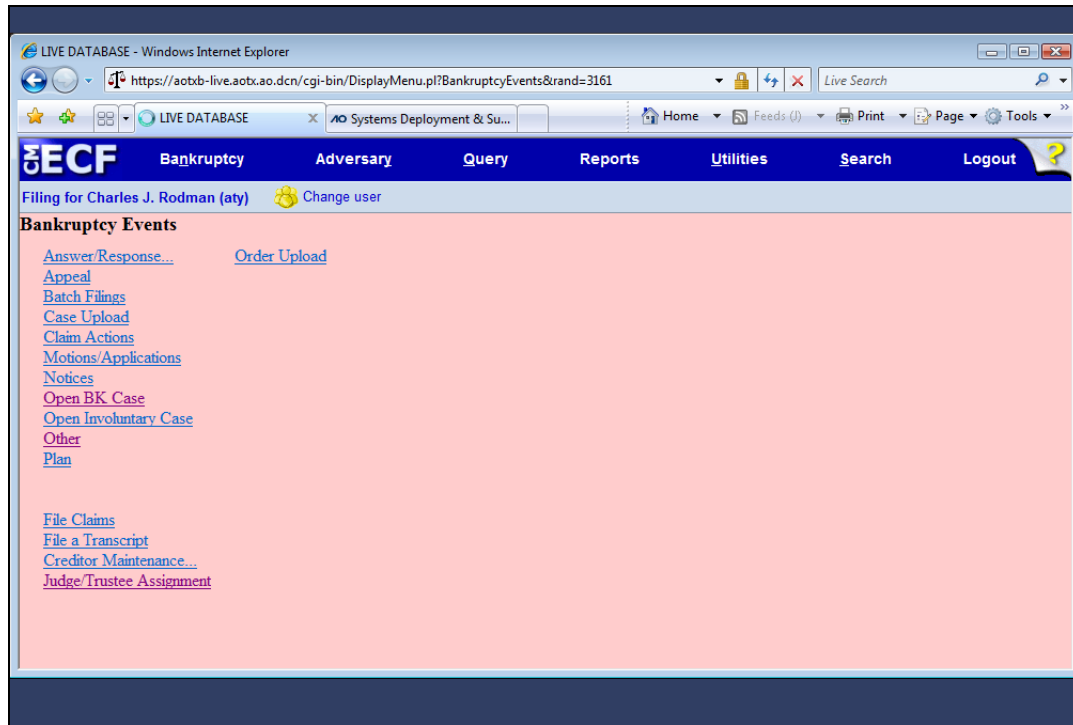 LIVE DATABASE - Windows Internet Explorer
https://aotxb-live.aotx.ao.dcn/cgi-bin/DisplayMenu.pl?BankruptcyEvents&rand=3161 Live Search
LIVE DATABASE X AO Systems Deployment & Su... Home Feeds (J) Print Page Tools »
CM ECF Bankruptcy Adversary Query Reports Utilities Search Logout ?
Filing for Charles J. Rodman (aty) Change user
Bankruptcy Events
Answer/Response... Order Upload
Appeal
Batch Filings
Case Upload
Claim Actions
Motions/Applications
Notices
Open BK Case
Open Involuntary Case
Other
Plan
File Claims
File a Transcript
Creditor Maintenance...
Judge/Trustee Assignment